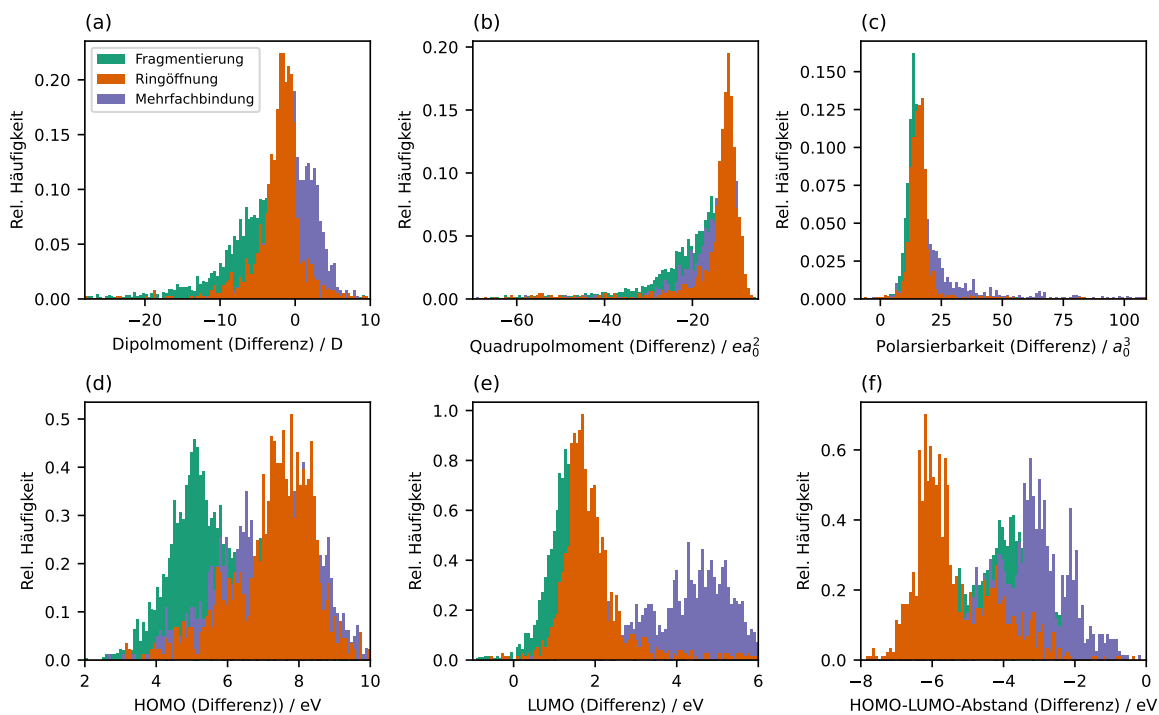 (a)
Rel. Häufigkeit
0.20
0.15
0.10
0.05
0.00
Fragmentierung
Ringöffnung
Mehrfachbindung
−20 −10 0 10
Dipolmoment (Differenz) / D
(b)
Rel. Häufigkeit
0.20
0.15
0.10
0.05
0.00
−60 −40 −20
Quadrupolmoment (Differenz) / ea₀²
(c)
Rel. Häufigkeit
0.150
0.125
0.100
0.075
0.050
0.025
0.000
0 25 50 75 100
Polarsierbarkeit (Differenz) / a₀³
(d)
Rel. Häufigkeit
0.5
0.4
0.3
0.2
0.1
0.0
2 4 6 8 10
HOMO (Differenz)) / eV
(e)
Rel. Häufigkeit
1.0
0.8
0.6
0.4
0.2
0.0
0 2 4 6
LUMO (Differenz) / eV
(f)
Rel. Häufigkeit
0.6
0.4
0.2
0.0
−8 −6 −4 −2 0
HOMO-LUMO-Abstand (Differenz) / eV